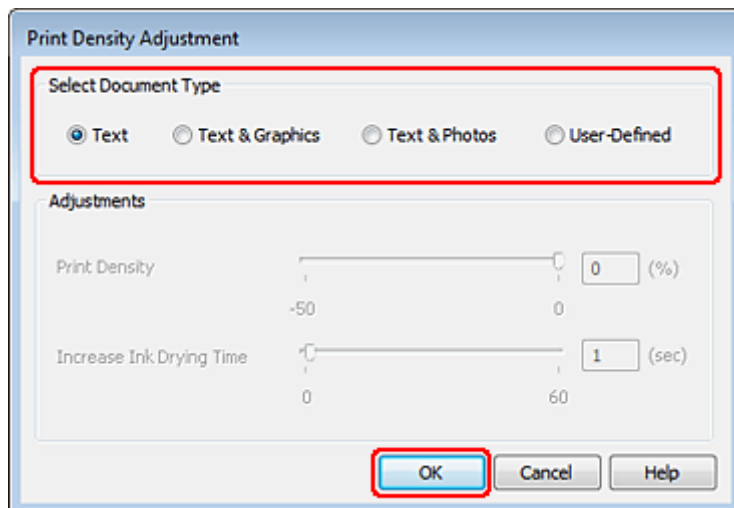 Print Density Adjustment
Select Document Type
Text Text & Graphics Text & Photos User-Defined
Adjustments
Print Density 0 (%)
-50 0
Increase Ink Drying Time 1 (sec)
0 60
OK Cancel Help